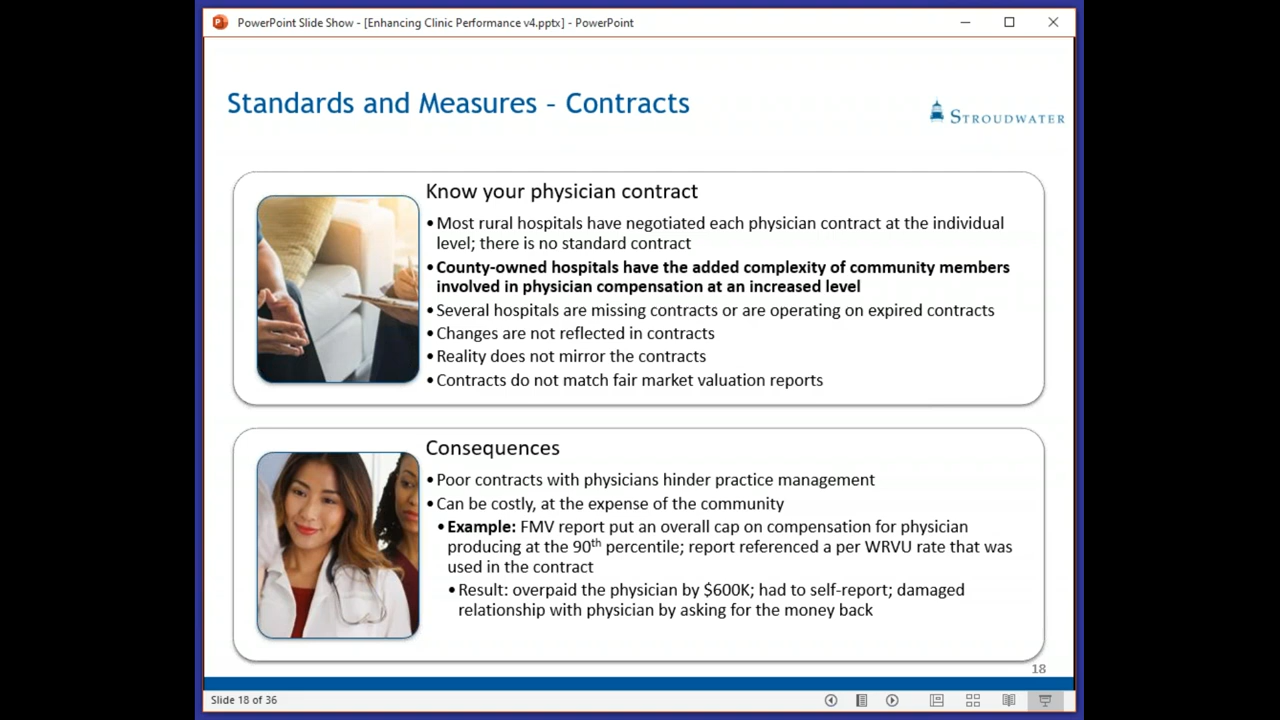 PowerPoint Slide Show - [Enhancing Clinic Performance v4.pptx] - PowerPoint
Standards and Measures – Contracts
STROUDWATER
Know your physician contract
•Most rural hospitals have negotiated each physician contract at the individual
level; there is no standard contract
•County-owned hospitals have the added complexity of community members
involved in physician compensation at an increased level
•Several hospitals are missing contracts or are operating on expired contracts
•Changes are not reflected in contracts
•Reality does not mirror the contracts
•Contracts do not match fair market valuation reports
Consequences
•Poor contracts with physicians hinder practice management
•Can be costly, at the expense of the community
•Example: FMV report put an overall cap on compensation for physician
producing at the 90th percentile; report referenced a per WRVU rate that was
used in the contract
•Result: overpaid the physician by $600K; had to self-report; damaged
relationship with physician by asking for the money back
18
Slide 18 of 36